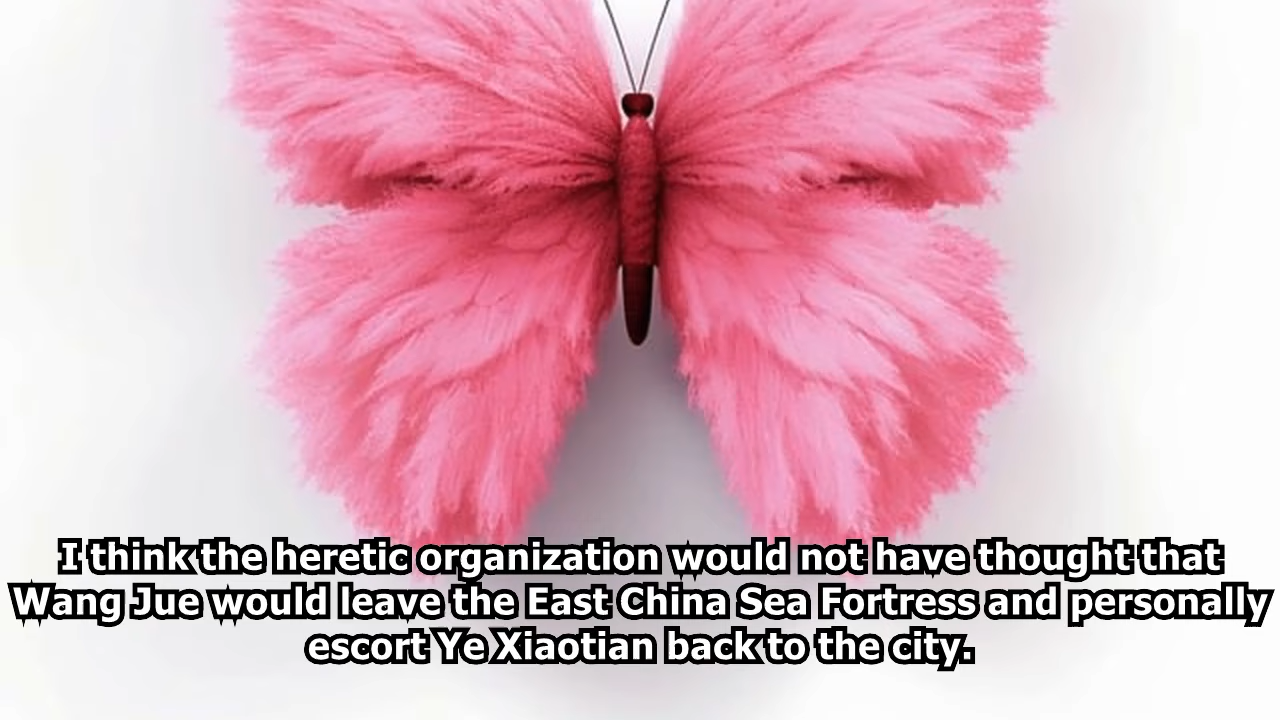 I think the heretic organization would not have thought that
Wang Jue would leave the East China Sea Fortress and personally
escort Ye Xiaotian back to the city.